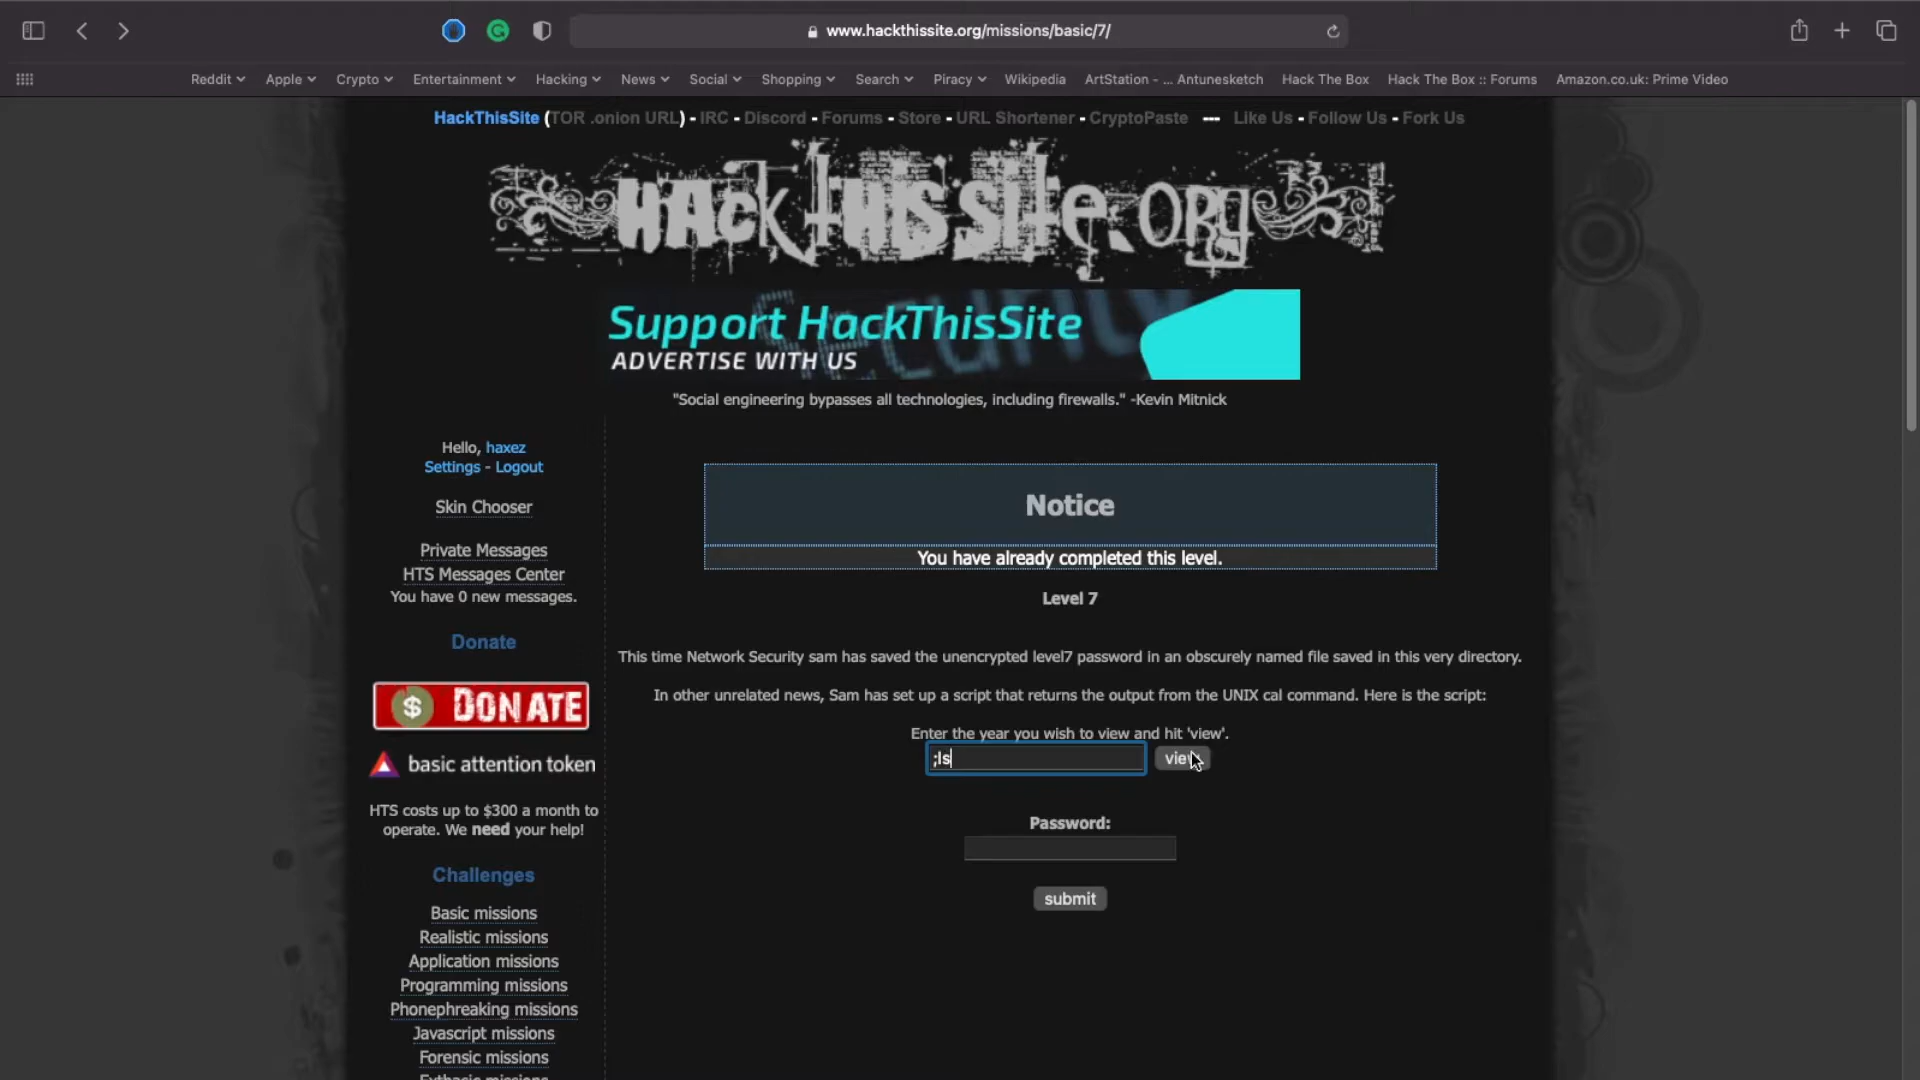 www.hackthissite.org/missions/basic/7/
Reddit Apple Crypto Entertainment Hacking News Social Shopping Search Piracy Wikipedia ArtStation - ... Antunesketch Hack The Box Hack The Box :: Forums Amazon.co.uk: Prime Video
HackThisSite (TOR .onion URL) - IRC - Discord - Forums - Store - URL Shortener - CryptoPaste --- Like Us - Follow Us - Fork Us
HAck tHiS Site.ORg
Support HackThisSite
ADVERTISE WITH US
"Social engineering bypasses all technologies, including firewalls." -Kevin Mitnick
Hello, haxez
Settings - Logout
Skin Chooser
Private Messages
HTS Messages Center
You have 0 new messages.
Donate
$ DONATE
basic attention token
HTS costs up to $300 a month to
operate. We need your help!
Challenges
Basic missions
Realistic missions
Application missions
Programming missions
Phonephreaking missions
Javascript missions
Forensic missions
Extbasic missions
Notice
You have already completed this level.
Level 7
This time Network Security sam has saved the unencrypted level7 password in an obscurely named file saved in this very directory.
In other unrelated news, Sam has set up a script that returns the output from the UNIX cal command. Here is the script:
Enter the year you wish to view and hit 'view'.
;ls view
Password:
submit